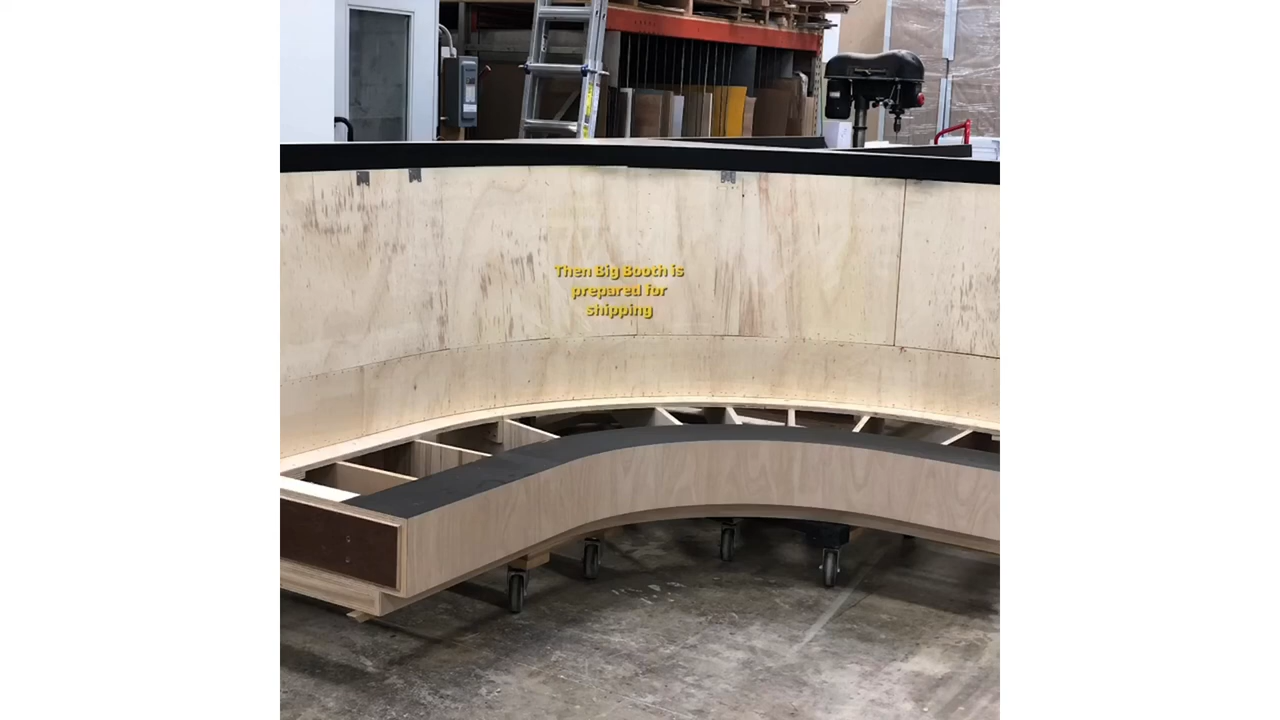 Then Big Booth is
prepared for
shipping